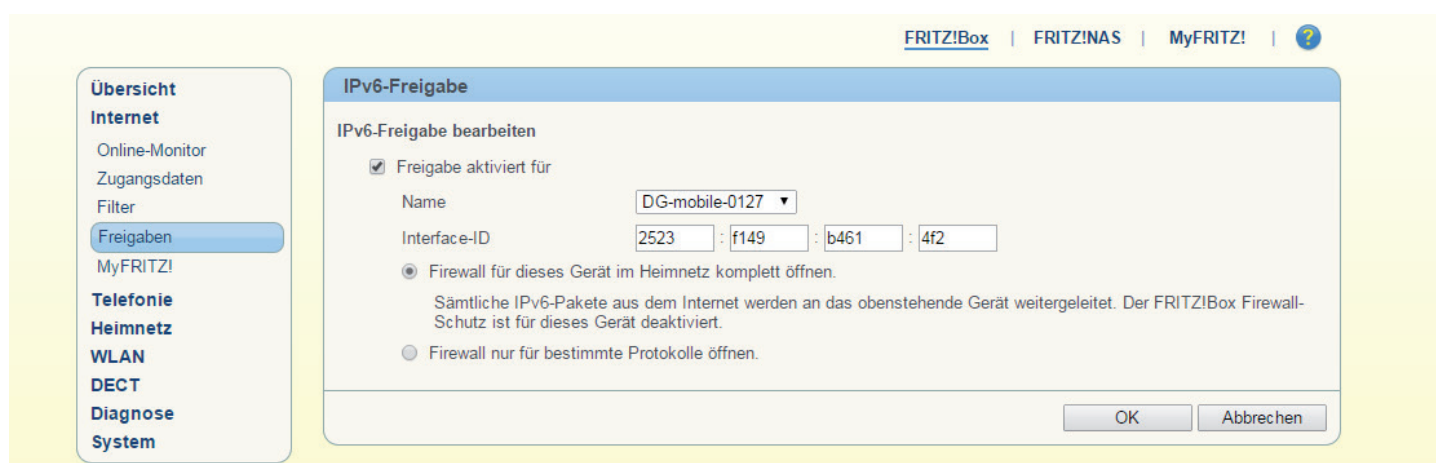 FRITZ!Box | FRITZ!NAS | MyFRITZ! | ?
Übersicht
Internet
Online-Monitor
Zugangsdaten
Filter
Freigaben
MyFRITZ!
Telefonie
Heimnetz
WLAN
DECT
Diagnose
System
IPv6-Freigabe
IPv6-Freigabe bearbeiten
Freigabe aktiviert für
Name DG-mobile-0127
Interface-ID 2523 : f149 : b461 : 4f2
Firewall für dieses Gerät im Heimnetz komplett öffnen.
Sämtliche IPv6-Pakete aus dem Internet werden an das obenstehende Gerät weitergeleitet. Der FRITZ!Box Firewall-
Schutz ist für dieses Gerät deaktiviert.
Firewall nur für bestimmte Protokolle öffnen.
OK Abbrechen